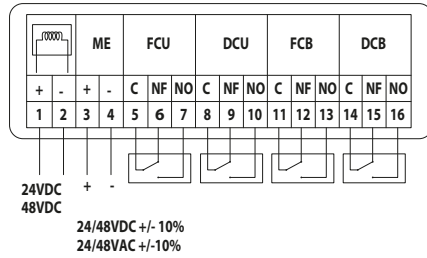 ME FCU DCU FCB DCB
+ - + - C NF NO C NF NO C NF NO C NF NO
1 2 3 4 5 6 7 8 9 10 11 12 13 14 15 16
24VDC + -
48VDC
24/48VDC +/- 10%
24/48VAC +/-10%